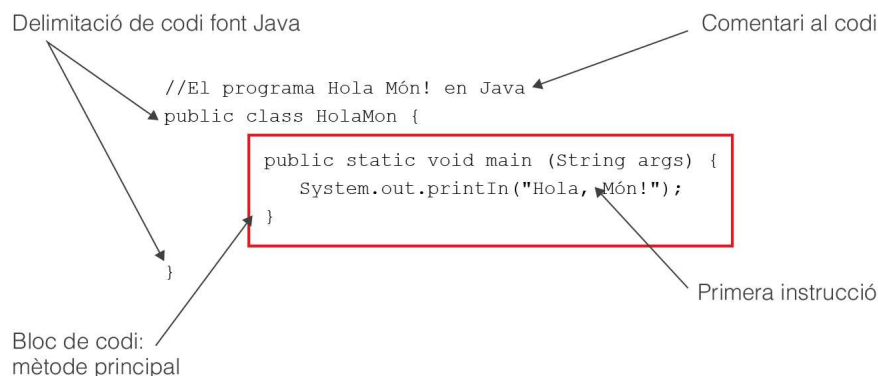 Delimitació de codi font Java
Comentari al codi
//El programa Hola Món! en Java
public class HolaMon {
public static void main (String args) {
System.out.printIn("Hola, Món!");
}
}
Primera instrucció
Bloc de codi:
mètode principal